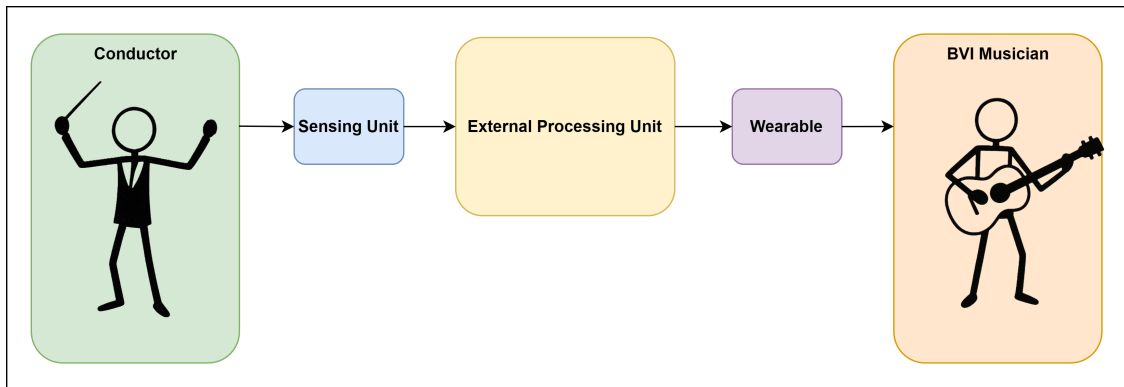 Conductor
Sensing Unit
External Processing Unit
Wearable
BVI Musician